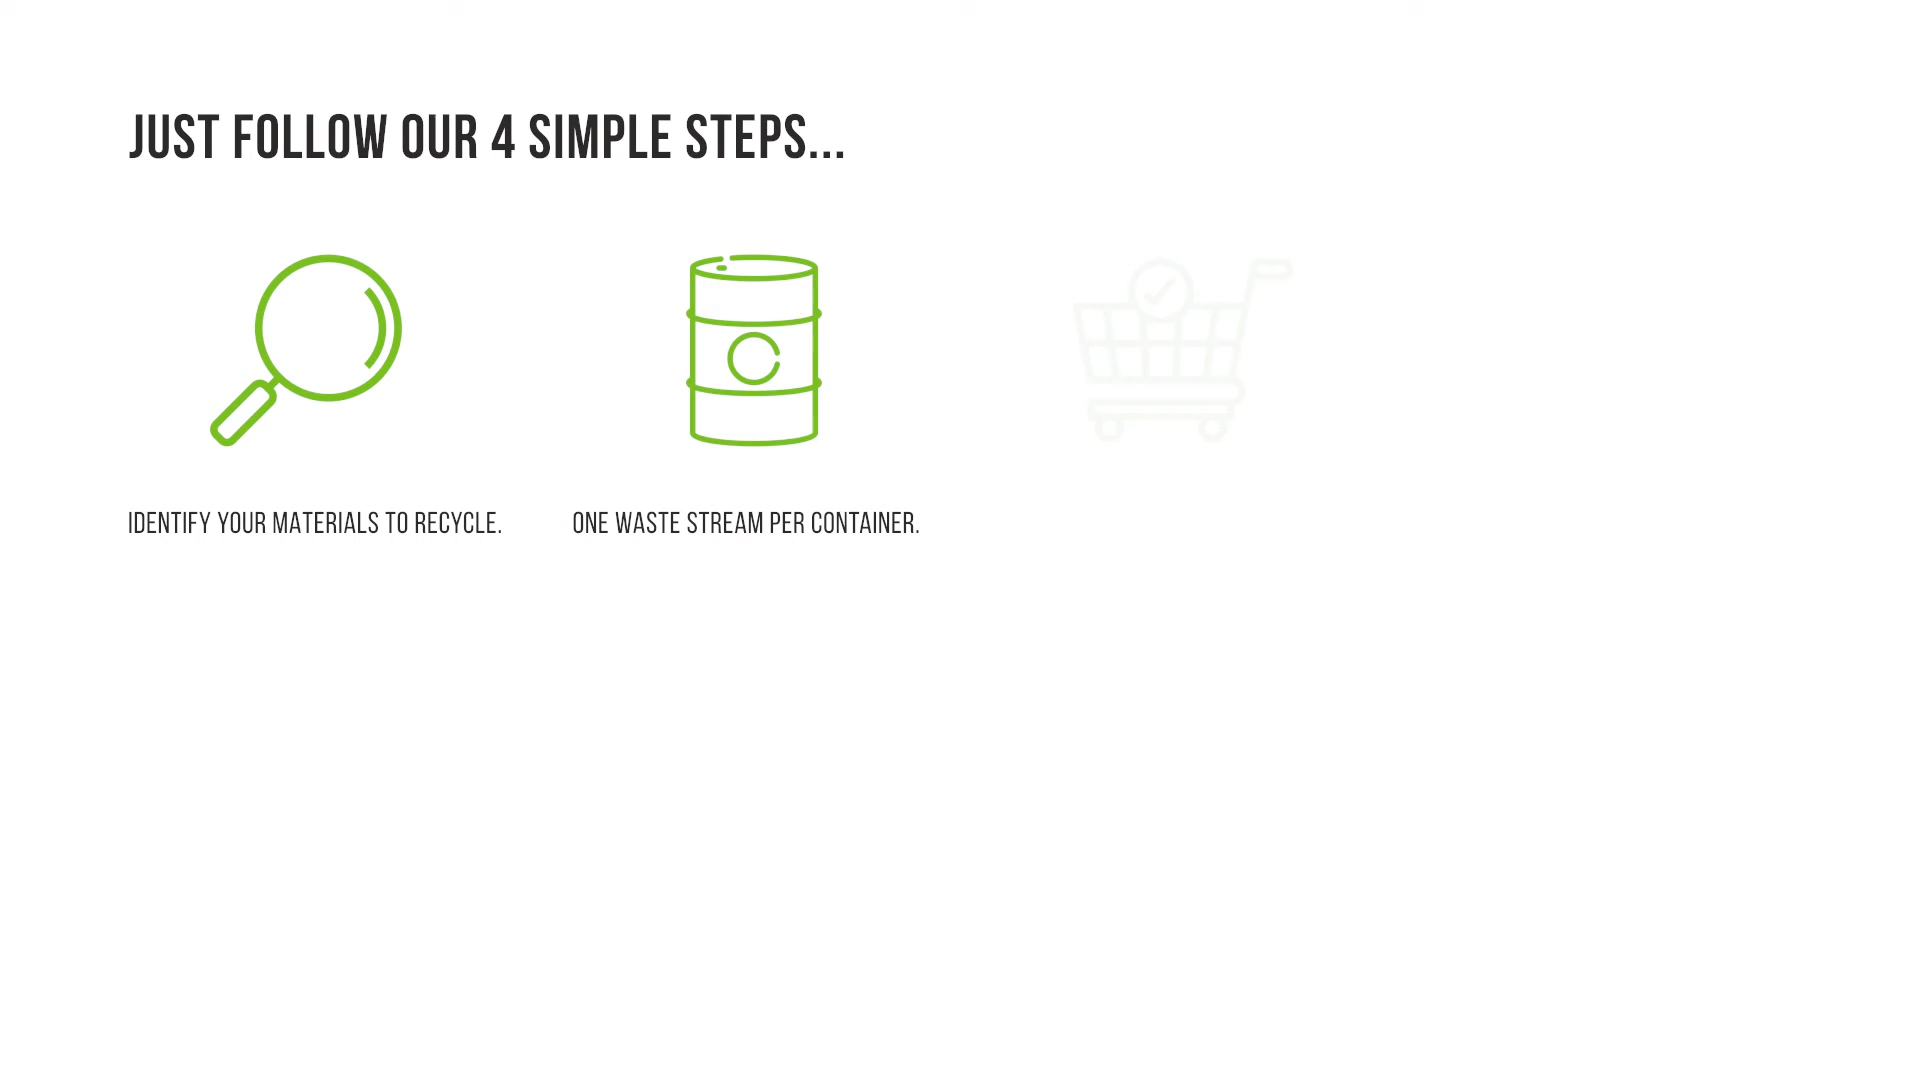 JUST FOLLOW OUR 4 SIMPLE STEPS...
IDENTIFY YOUR MATERIALS TO RECYCLE.
ONE WASTE STREAM PER CONTAINER.